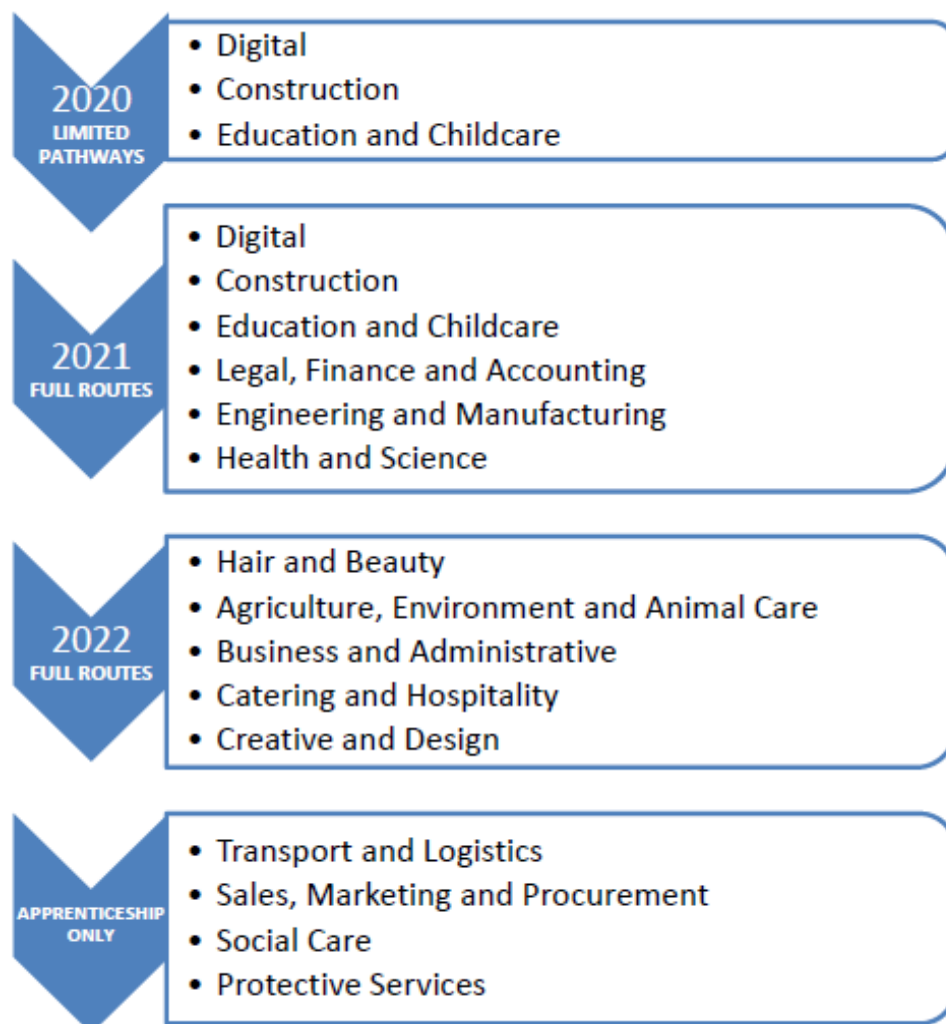 2020
LIMITED
PATHWAYS
• Digital
• Construction
• Education and Childcare
2021
FULL ROUTES
• Digital
• Construction
• Education and Childcare
• Legal, Finance and Accounting
• Engineering and Manufacturing
• Health and Science
2022
FULL ROUTES
• Hair and Beauty
• Agriculture, Environment and Animal Care
• Business and Administrative
• Catering and Hospitality
• Creative and Design
APPRENTICESHIP
ONLY
• Transport and Logistics
• Sales, Marketing and Procurement
• Social Care
• Protective Services